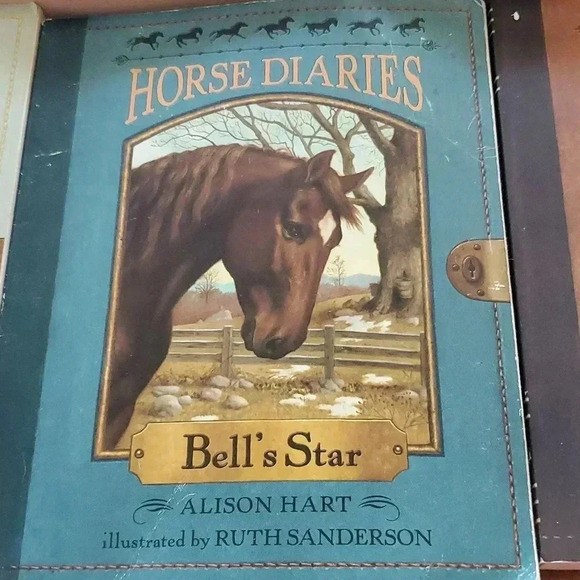 HORSE DIARIES
Bell's Star
ALISON HART
illustrated by RUTH SANDERSON